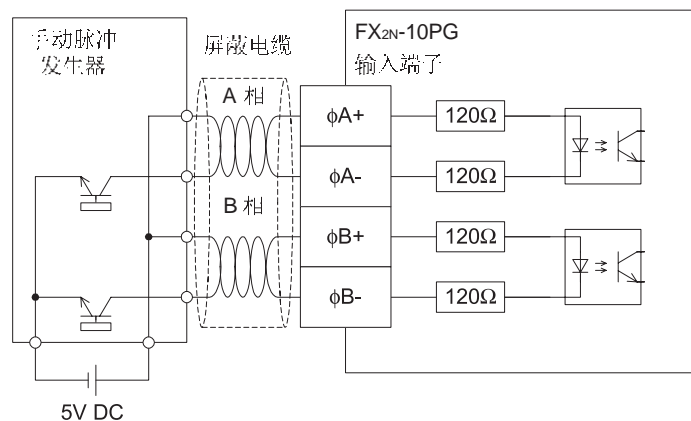 手动脉冲
发生器
屏蔽电缆
FX2N-10PG
输入端子
A 相
ϕA+
120Ω
ϕA-
120Ω
B 相
ϕB+
120Ω
ϕB-
120Ω
5V DC